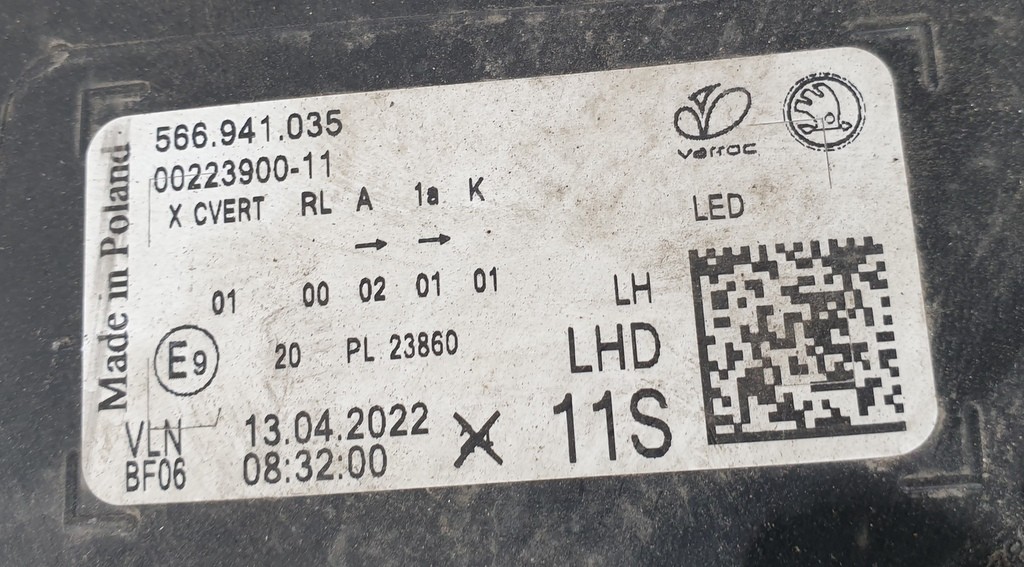 Made in Poland
566.941.035
00223900-11
X CVERT RL A 1a K
→ →
01 00 02 01 01
E9 20 PL 23860
VLN 13.04.2022
BF06 08:32:00
X
varroc
LED
LH
LHD
11S